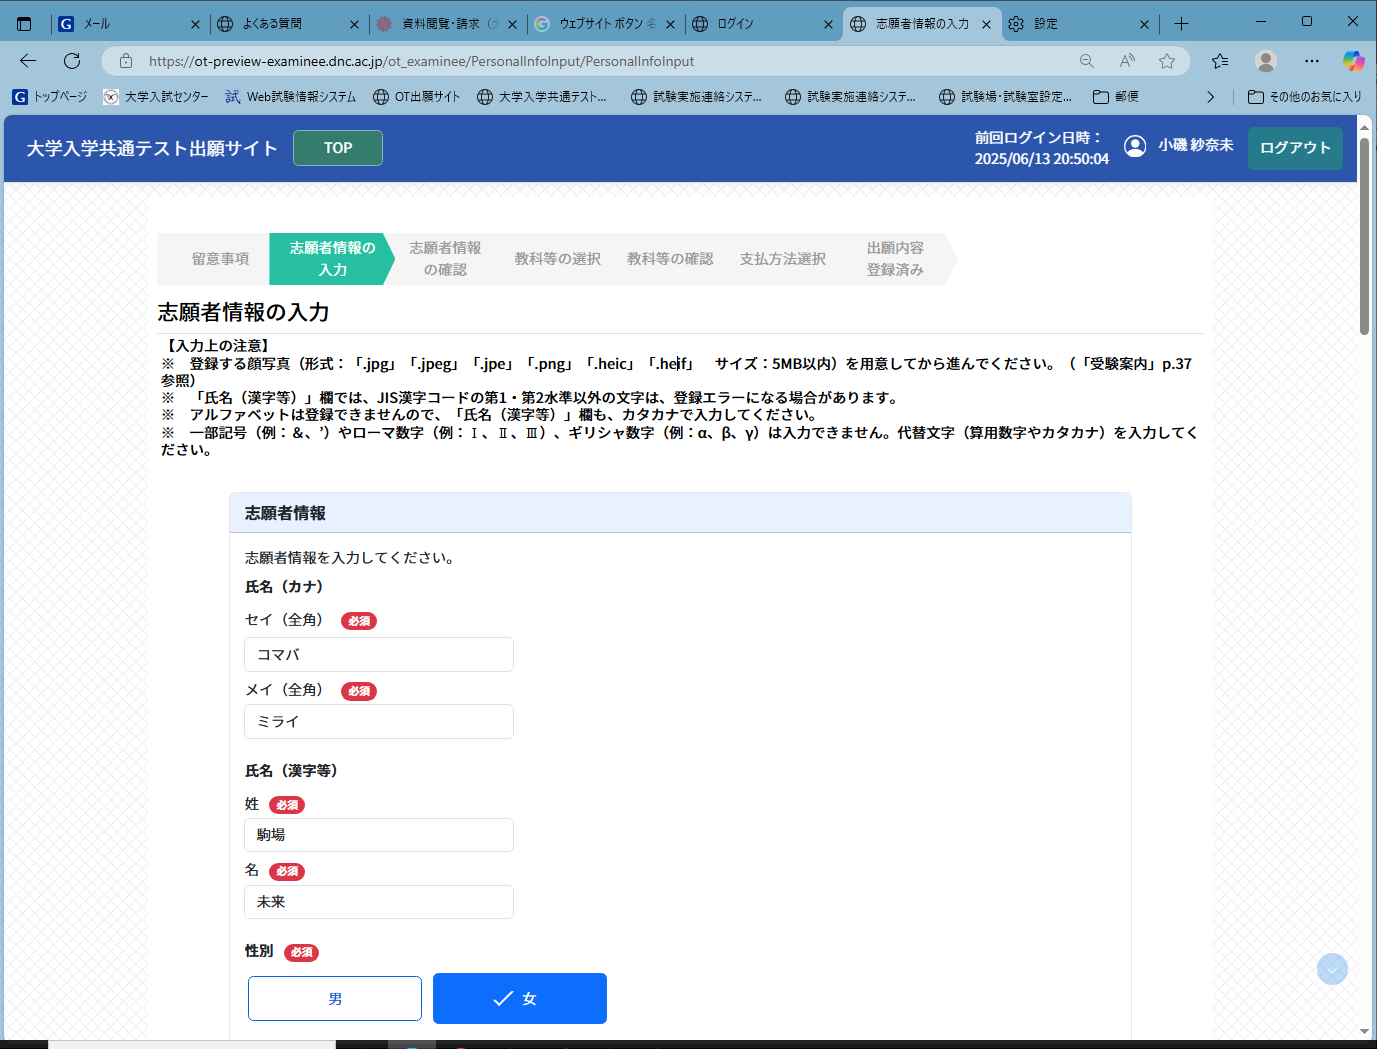 メール
よくある質問
資料閲覧・請求
ウェブサイト ボタン 名
ログイン
志願者情報の入力
設定
https://ot-preview-examinee.dnc.ac.jp/ot_examinee/PersonalInfoInput/PersonalInfoInput
トップページ
大学入試センター
Web試験情報システム
OT出願サイト
大学入学共通テスト...
試験実施連絡システ...
試験実施連絡システ...
試験場・試験室設定...
郵便
その他のお気に入り
大学入学共通テスト出願サイト
TOP
前回ログイン日時：
2025/06/13 20:50:04
小磯 紗奈未
ログアウト
留意事項
志願者情報の
入力
志願者情報
の確認
教科等の選択
教科等の確認
支払方法選択
出願内容
登録済み
志願者情報の入力
【入力上の注意】
※　登録する顔写真（形式：「.jpg」「.jpeg」「.jpe」「.png」「.heic」「.heif」　サイズ：5MB以内）を用意してから進んでください。（「受験案内」p.37
参照）
※　「氏名（漢字等）」欄では、JIS漢字コードの第1・第2水準以外の文字は、登録エラーになる場合があります。
※　アルファベットは登録できませんので、「氏名（漢字等）」欄も、カタカナで入力してください。
※　一部記号（例：＆、’）やローマ数字（例：Ⅰ、Ⅱ、Ⅲ）、ギリシャ数字（例：α、β、γ）は入力できません。代替文字（算用数字やカタカナ）を入力してく
ださい。
志願者情報
志願者情報を入力してください。
氏名（カナ）
セイ（全角） 必須
コマバ
メイ（全角） 必須
ミライ
氏名（漢字等）
姓 必須
駒場
名 必須
未来
性別 必須
男
女